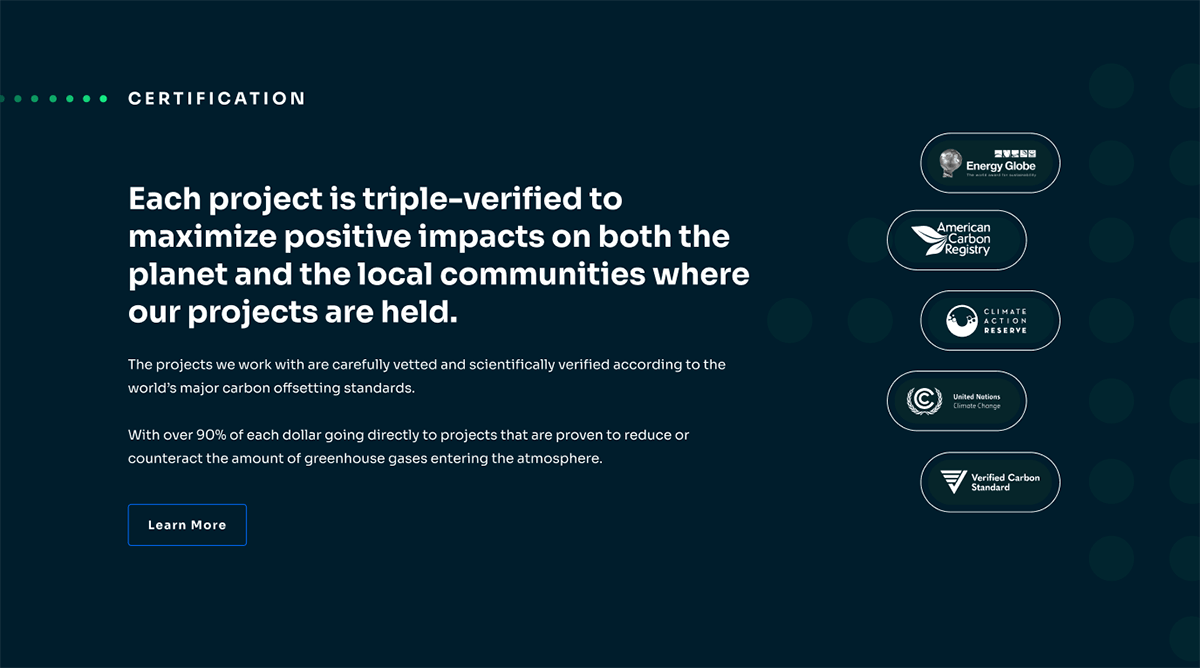 CERTIFICATION
Each project is triple-verified to
maximize positive impacts on both the
planet and the local communities where
our projects are held.
The projects we work with are carefully vetted and scientifically verified according to the
world’s major carbon offsetting standards.
With over 90% of each dollar going directly to projects that are proven to reduce or
counteract the amount of greenhouse gases entering the atmosphere.
Learn More
Energy Globe
The world award for sustainability
American
Carbon
Registry
CLIMATE
ACTION
RESERVE
United Nations
Climate Change
Verified Carbon
Standard